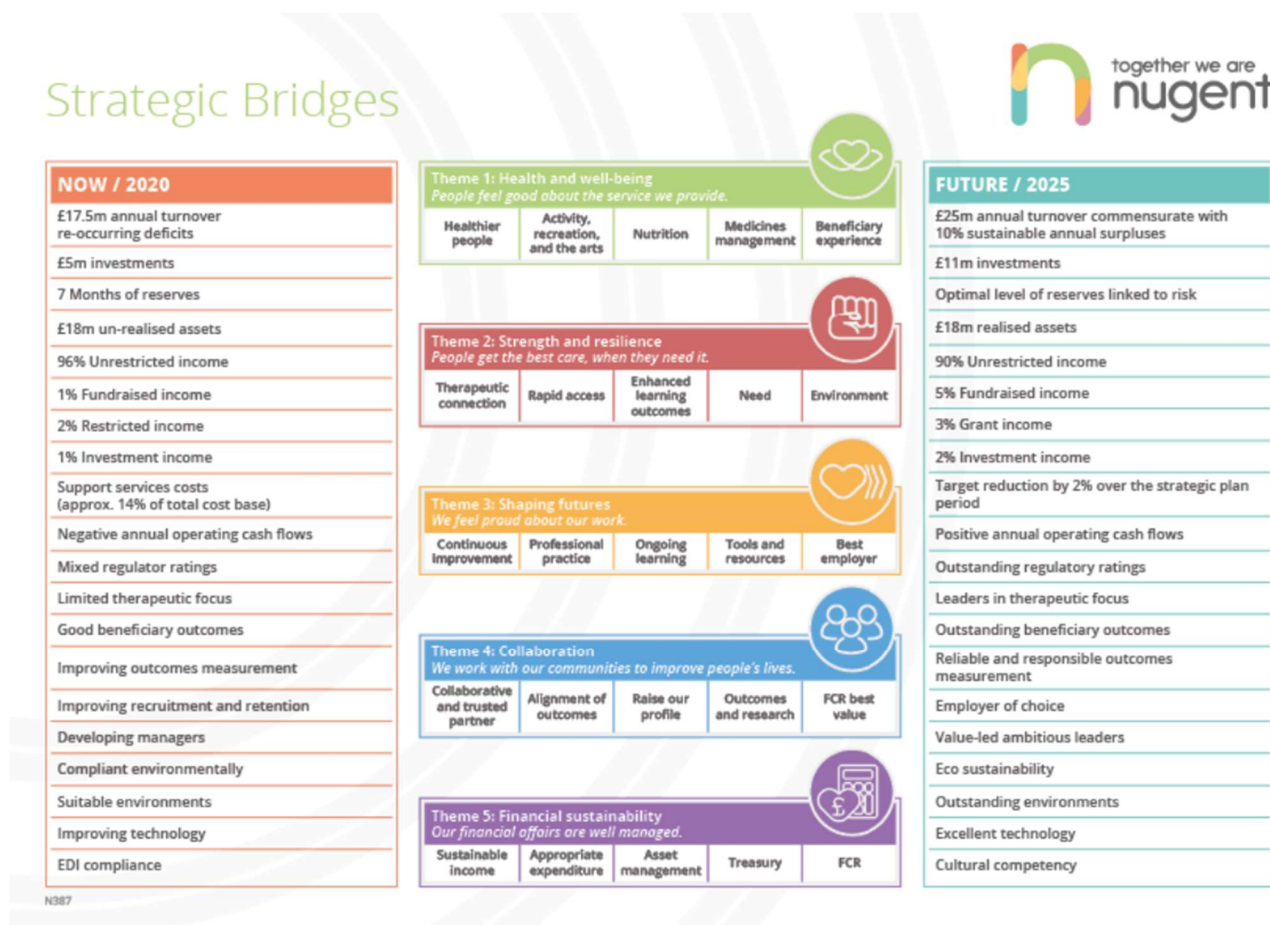 Strategic Bridges
together we are
nugent
NOW / 2020
£17.5m annual turnover
re-occurring deficits
£5m investments
7 Months of reserves
£18m un-realised assets
96% Unrestricted income
1% Fundraised income
2% Restricted income
1% Investment income
Support services costs
(approx. 14% of total cost base)
Negative annual operating cash flows
Mixed regulator ratings
Limited therapeutic focus
Good beneficiary outcomes
Improving outcomes measurement
Improving recruitment and retention
Developing managers
Compliant environmentally
Suitable environments
Improving technology
EDI compliance
N387
Theme 1: Health and well-being
People feel good about the service we provide.
Healthier
people
Activity,
recreation,
and the arts
Nutrition
Medicines
management
Beneficiary
experience
Theme 2: Strength and resilience
People get the best care, when they need it.
Therapeutic
connection
Rapid access
Enhanced
learning
outcomes
Need
Environment
Theme 3: Shaping futures
We feel proud about our work.
Continuous
Improvement
Professional
practice
Ongoing
learning
Tools and
resources
Best
employer
Theme 4: Collaboration
We work with our communities to improve people's lives.
Collaborative
and trusted
partner
Alignment of
outcomes
Raise our
profile
Outcomes
and research
FCR best
value
Theme 5: Financial sustainability
Our financial affairs are well managed.
Sustainable
income
Appropriate
expenditure
Asset
management
Treasury
FCR
£
FUTURE / 2025
£25m annual turnover commensurate with
10% sustainable annual surpluses
£11m investments
Optimal level of reserves linked to risk
£18m realised assets
90% Unrestricted income
5% Fundraised income
3% Grant income
2% Investment income
Target reduction by 2% over the strategic plan
period
Positive annual operating cash flows
Outstanding regulatory ratings
Leaders in therapeutic focus
Outstanding beneficiary outcomes
Reliable and responsible outcomes
measurement
Employer of choice
Value-led ambitious leaders
Eco sustainability
Outstanding environments
Excellent technology
Cultural competency